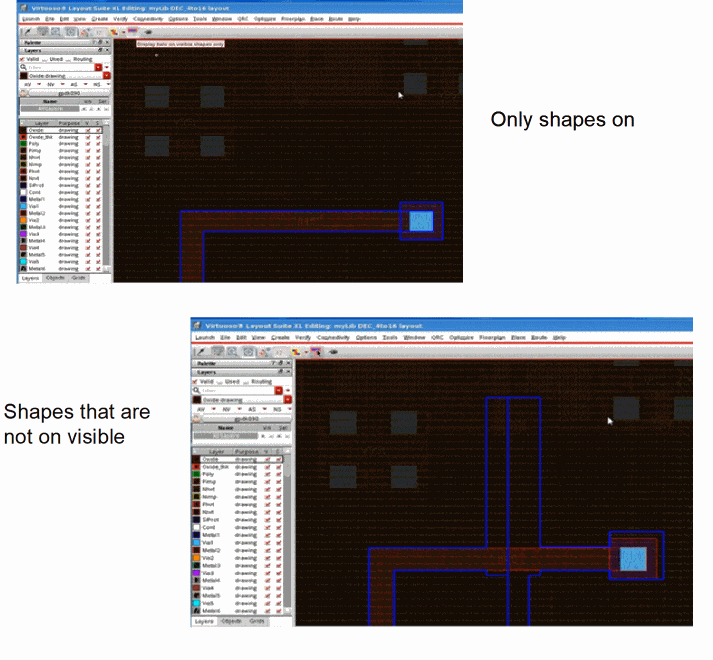 Virtuoso® Layout Suite XL Editing: myLib DEC_4to16 layout
Launch File Edit View Create Verify Connectivity Options Tools Window QRC Optimize Floorplan Place Route Help
Palette
Layers
Valid Used Routing
Oxide drawing
AV NV AS NS
gpdk090
Name Vis Sel
Layer Purpose V S
Oxide drawing
Oxide_thk drawing
Poly drawing
Pimp drawing
Nhvt drawing
Nimp drawing
Phvt drawing
Nzvt drawing
SiProt drawing
Cont drawing
Metal1 drawing
Via1 drawing
Metal2 drawing
Via2 drawing
Metal3 drawing
Via3 drawing
Metal4 drawing
Via4 drawing
Metal5 drawing
Via5 drawing
Metal6 drawing
Layers Objects Grids
Only shapes on
Shapes that are
not on visible
Virtuoso® Layout Suite XL Editing: myLib DEC_4to16 layout
Launch File Edit View Create Verify Connectivity Options Tools Window QRC Optimize Floorplan Place Route Help
Palette
Layers
Valid Used Routing
Oxide drawing
AV NV AS NS
gpdk090
Name Vis Sel
Layer Purpose V S
Oxide drawing
Oxide_thk drawing
Poly drawing
Pimp drawing
Nhvt drawing
Nimp drawing
Phvt drawing
Nzvt drawing
SiProt drawing
Cont drawing
Metal1 drawing
Via1 drawing
Metal2 drawing
Via2 drawing
Metal3 drawing
Via3 drawing
Metal4 drawing
Via4 drawing
Metal5 drawing
Via5 drawing
Metal6 drawing
Layers Objects Grids